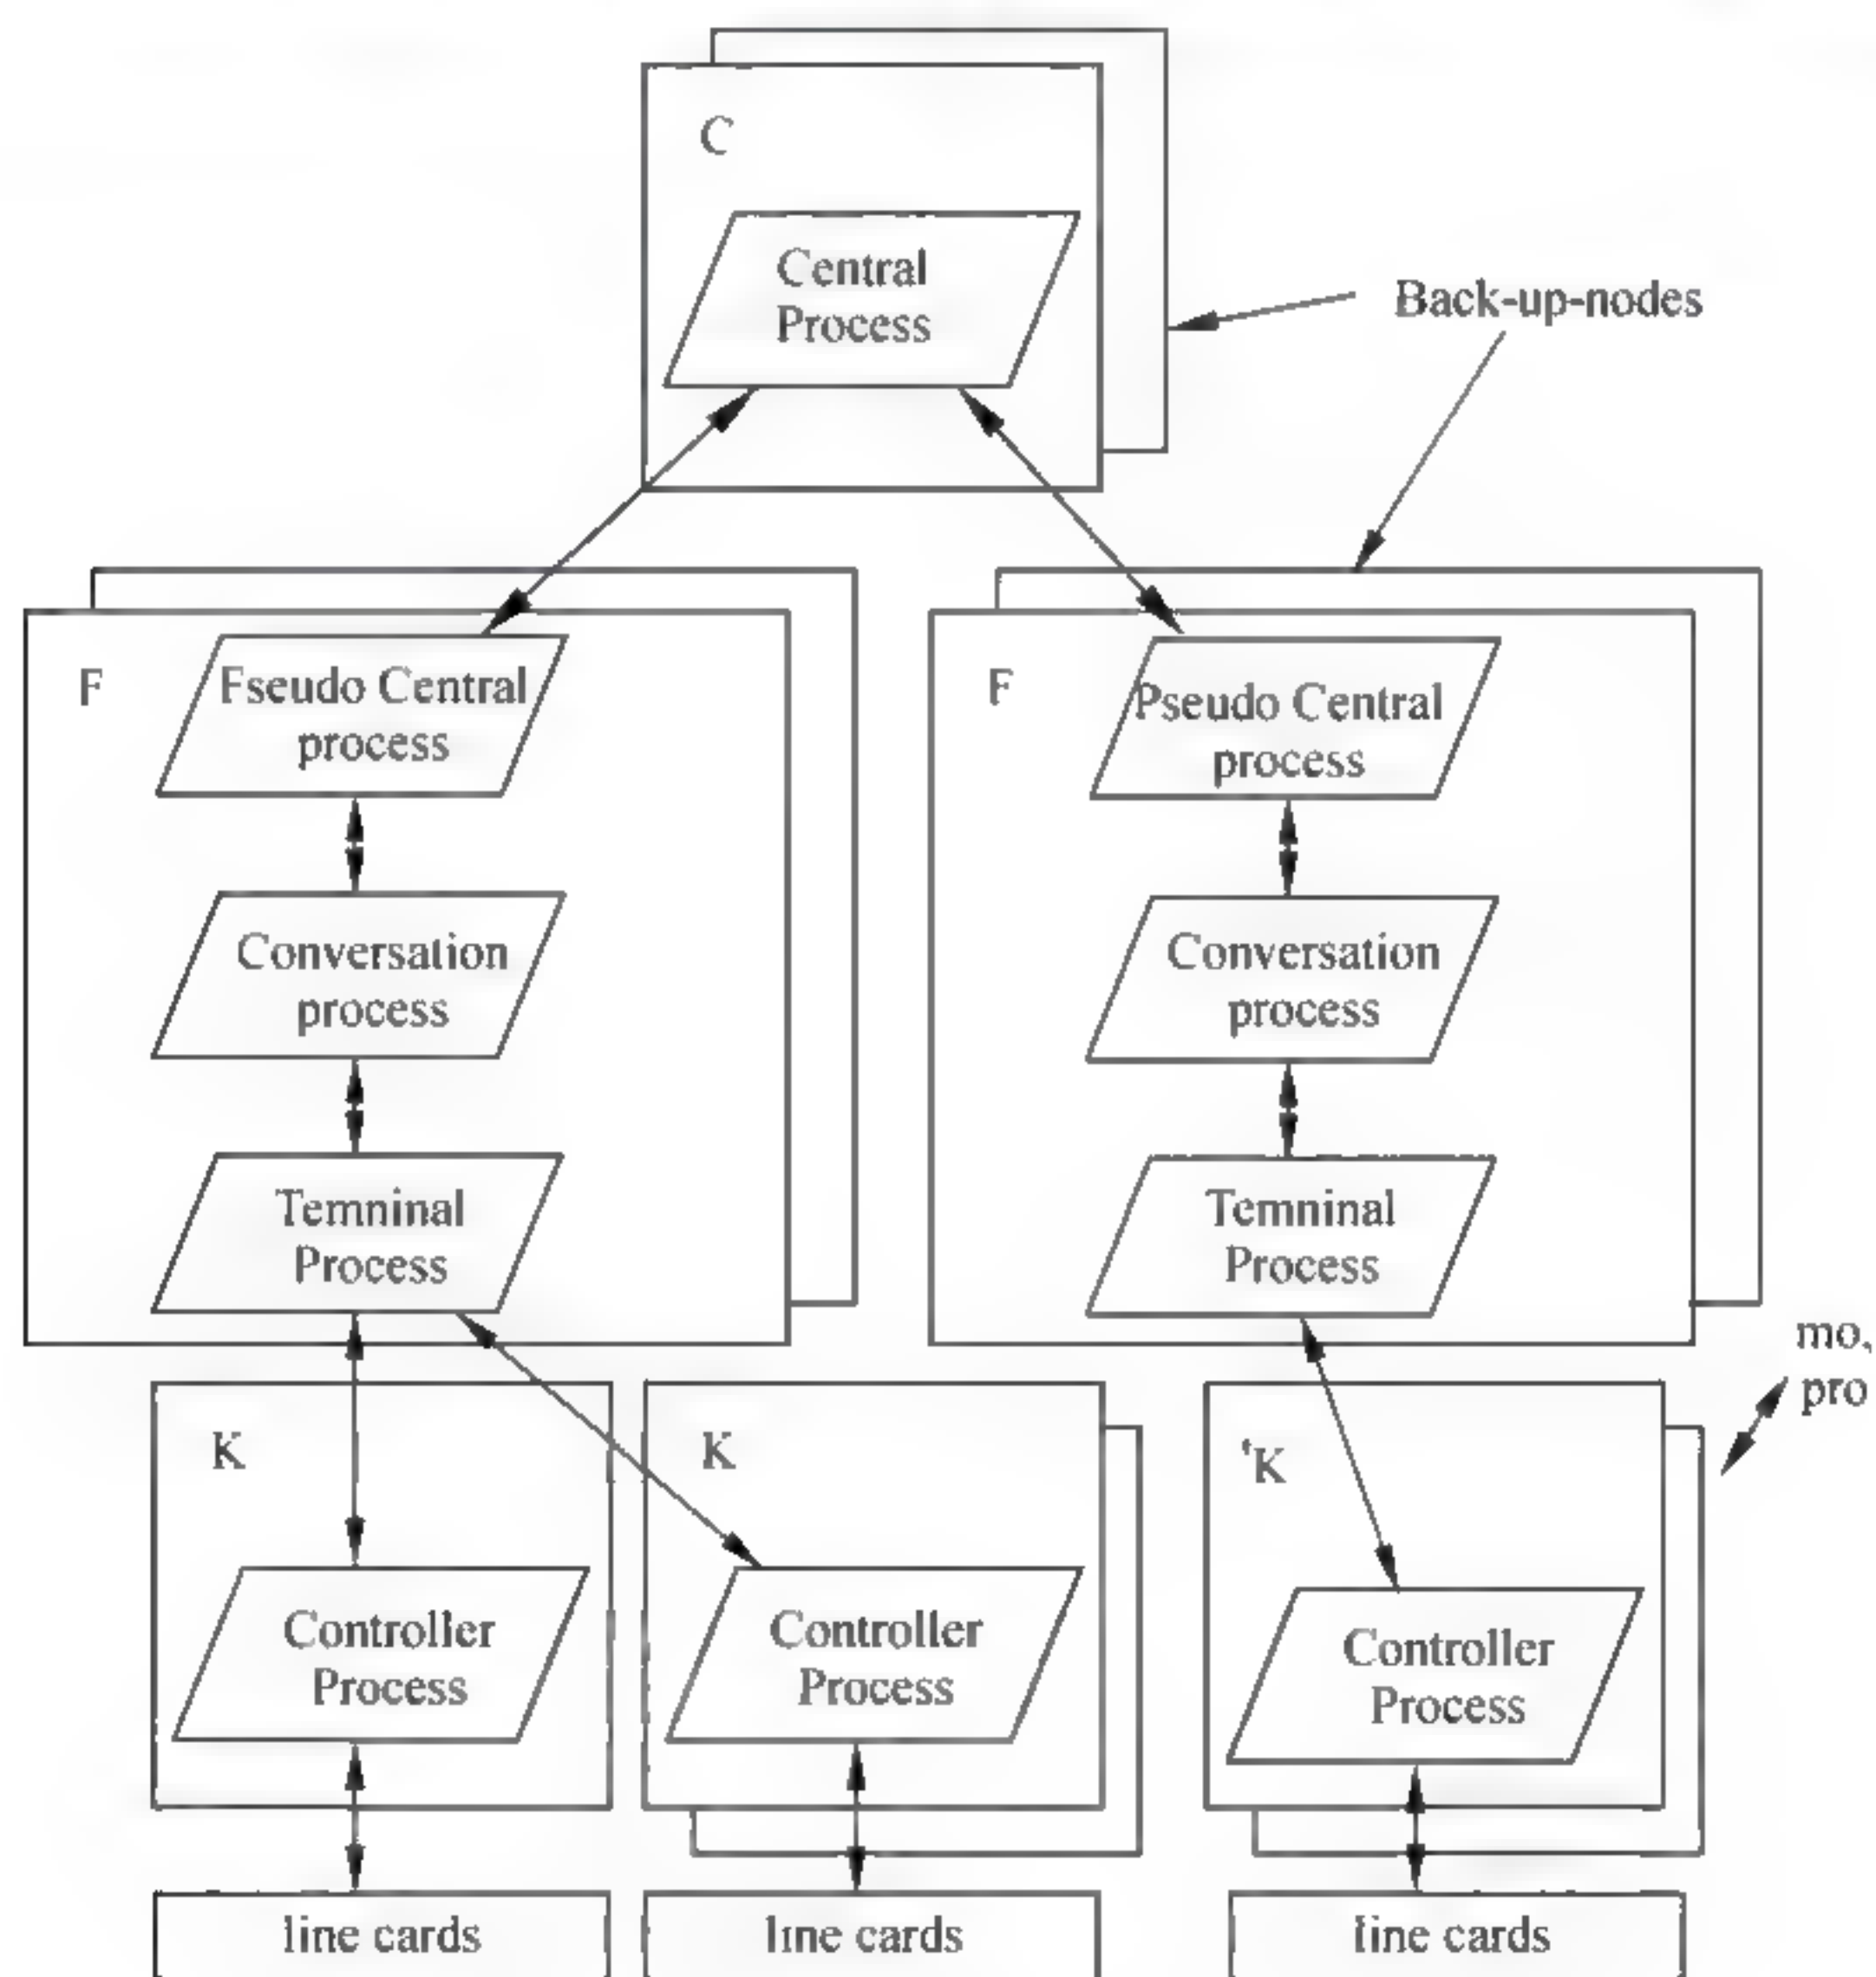 C
Central
Process
Back-up-nodes
F
Fseudo Central
process
Conversation
process
Temninal
Process
F
Pseudo Central
process
Conversation
process
Temninal
Process
mo,
pro
K
Controller
Process
K
Controller
Process
K
Controller
Process
line cards
line cards
line cards